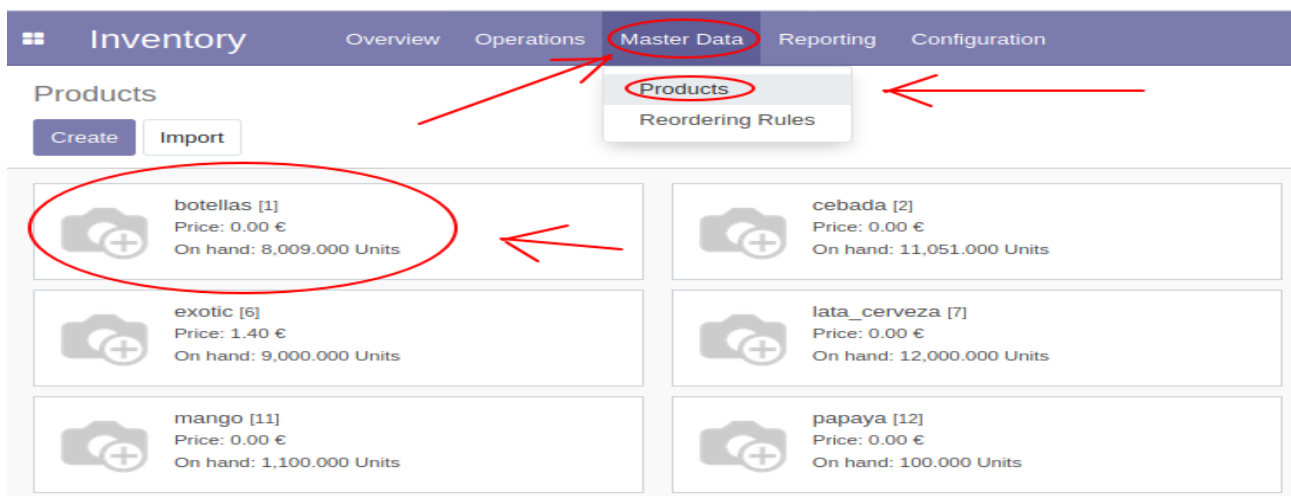 Inventory Overview Operations Master Data Reporting Configuration
Products
Products
Reordering Rules
Create Import
botellas [1]
Price: 0.00 €
On hand: 8,009.000 Units
cebada [2]
Price: 0.00 €
On hand: 11,051.000 Units
exotic [6]
Price: 1.40 €
On hand: 9,000.000 Units
lata_cerveza [7]
Price: 0.00 €
On hand: 12,000.000 Units
mango [11]
Price: 0.00 €
On hand: 1,100.000 Units
papaya [12]
Price: 0.00 €
On hand: 100.000 Units